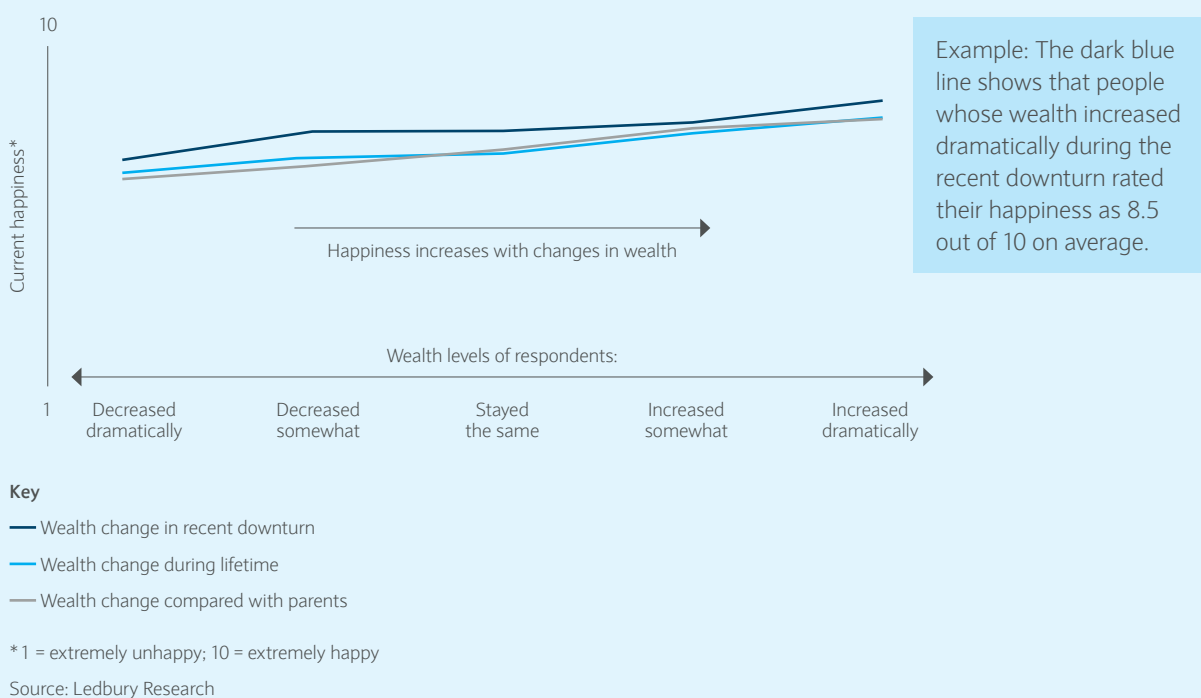 10
Current happiness*
Example: The dark blue
line shows that people
whose wealth increased
dramatically during the
recent downturn rated
their happiness as 8.5
out of 10 on average.
Happiness increases with changes in wealth
Wealth levels of respondents:
1
Decreased
dramatically
Decreased
somewhat
Stayed
the same
Increased
somewhat
Increased
dramatically
Key
Wealth change in recent downturn
Wealth change during lifetime
Wealth change compared with parents
*1 = extremely unhappy; 10 = extremely happy
Source: Ledbury Research